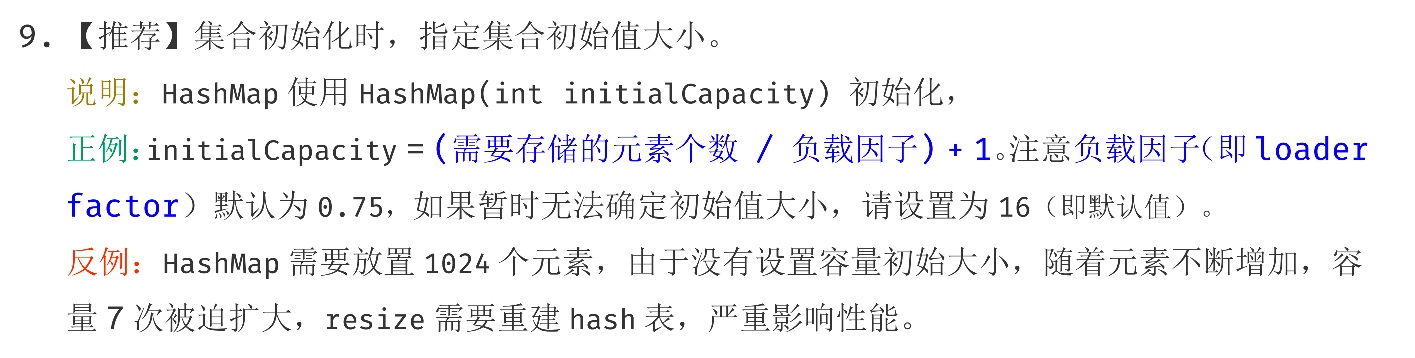 9. 【推荐】集合初始化时，指定集合初始值大小。
说明：HashMap 使用 HashMap(int initialCapacity) 初始化，
正例：initialCapacity = (需要存储的元素个数 / 负载因子) + 1。注意负载因子（即 loader
factor）默认为 0.75，如果暂时无法确定初始值大小，请设置为 16（即默认值）。
反例：HashMap 需要放置 1024 个元素，由于没有设置容量初始大小，随着元素不断增加，容
量 7 次被迫扩大，resize 需要重建 hash 表，严重影响性能。